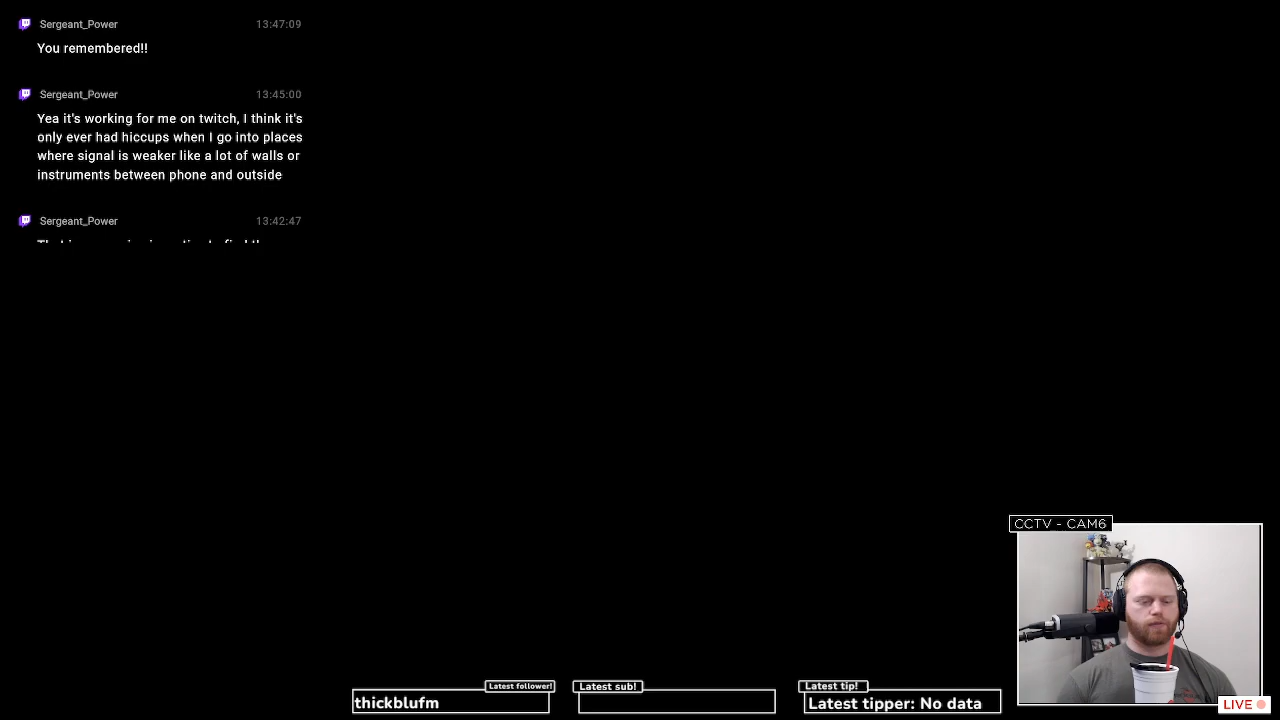 Sergeant_Power 13:47:09
You remembered!!
Sergeant_Power 13:45:00
Yea it's working for me on twitch, I think it's
only ever had hiccups when I go into places
where signal is weaker like a lot of walls or
instruments between phone and outside
Sergeant_Power 13:42:47
CCTV - CAM6
Latest follower!
thickblufm
Latest sub!
Latest tip!
Latest tipper: No data
LIVE